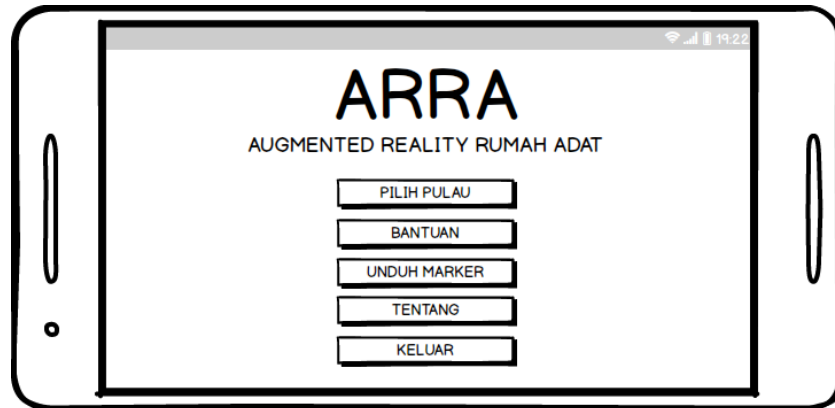 19:22
ARRA
AUGMENTED REALITY RUMAH ADAT
PILIH PULAU
BANTUAN
UNDUH MARKER
TENTANG
KELUAR